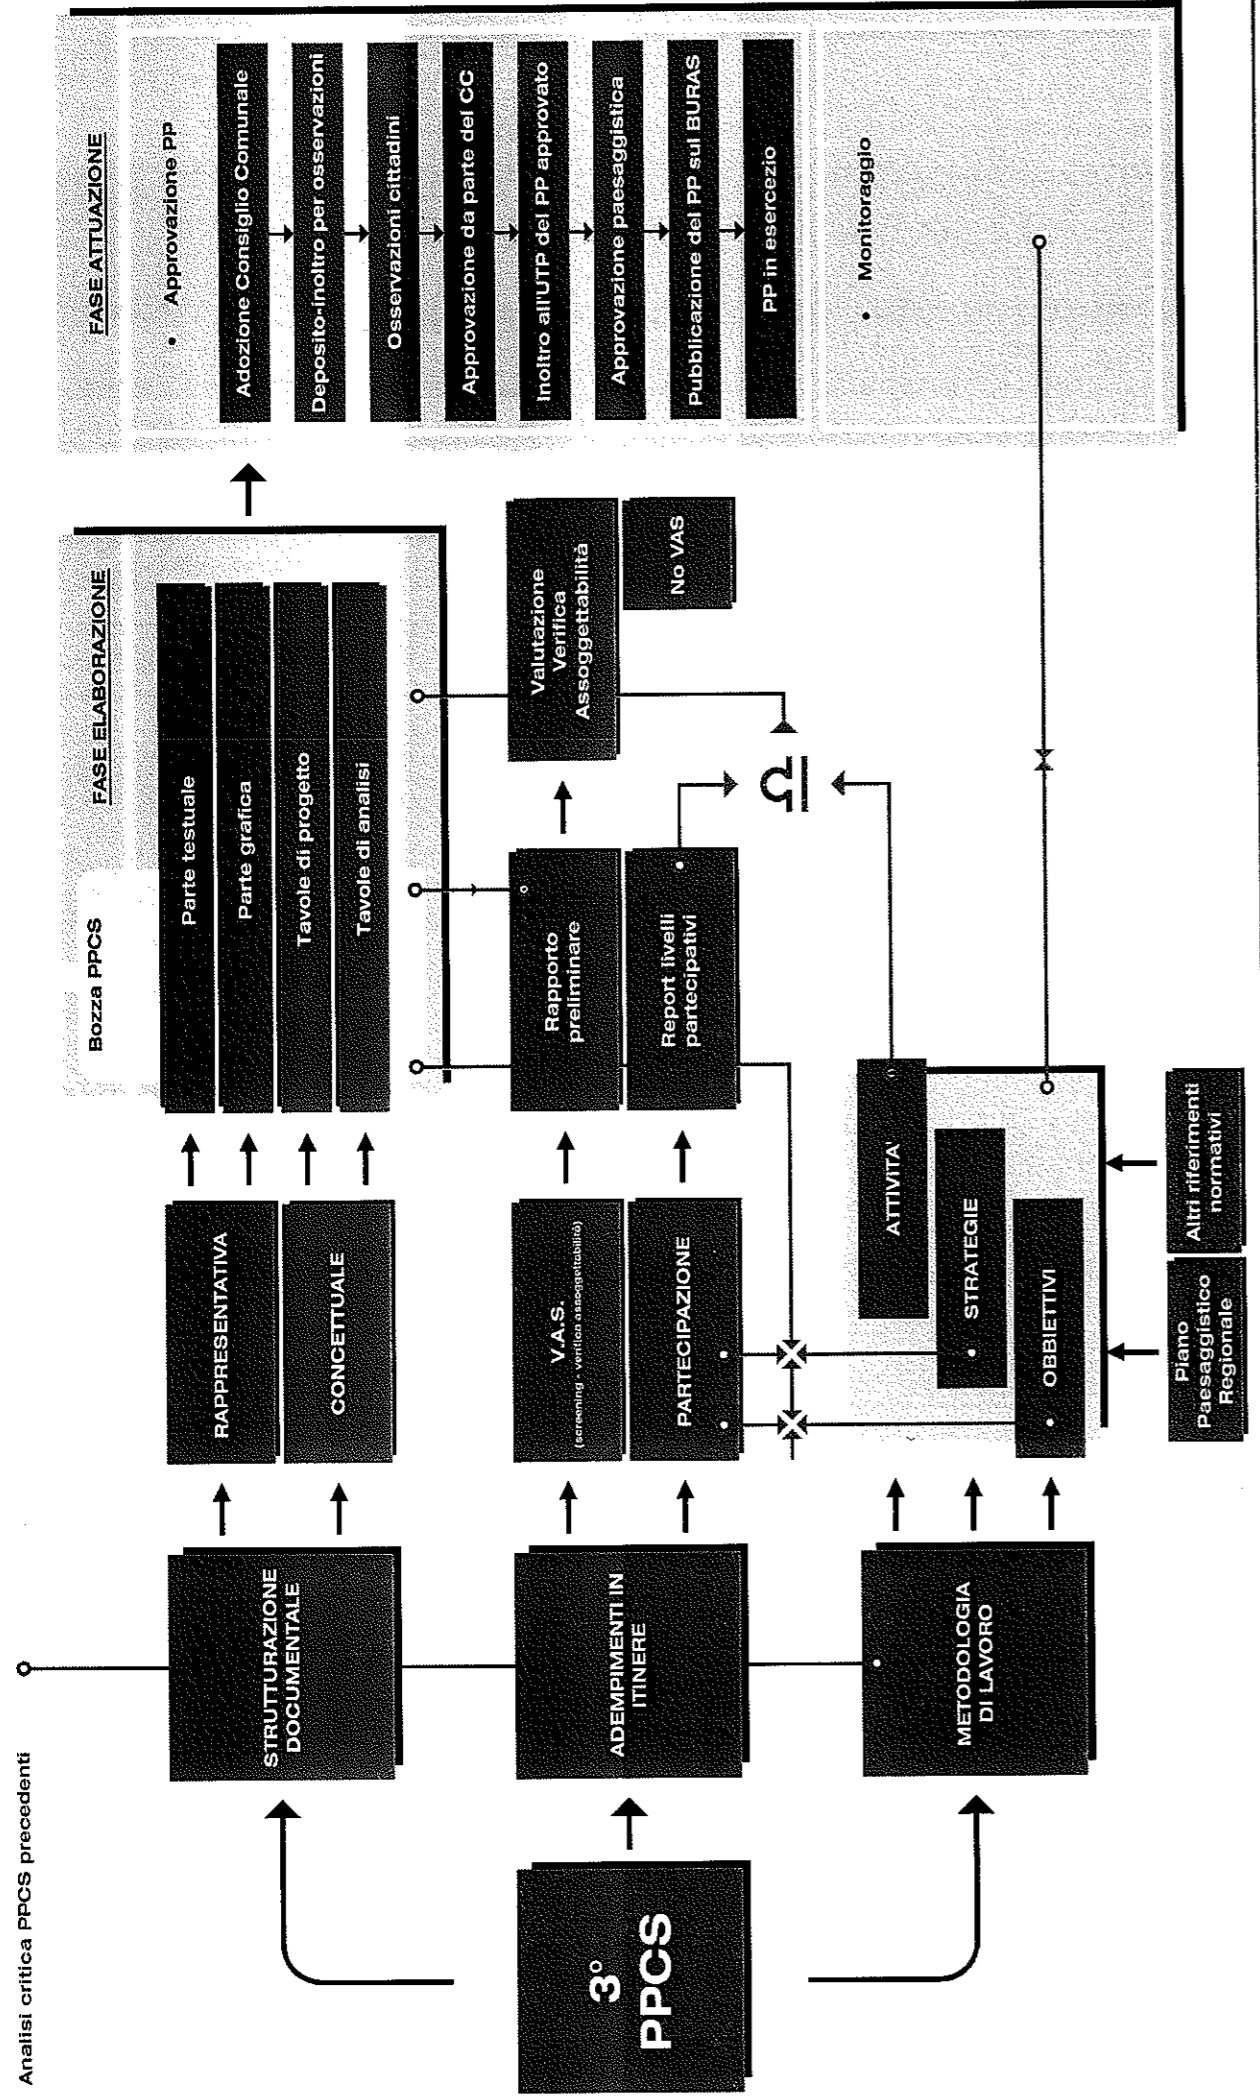 Analisi critica PPCS precedenti
3°
PPCS
STRUTTURAZIONE
DOCUMENTALE
ADEMPIMENTI IN
ITINERE
METODOLOGIA
DI LAVORO
RAPPRESENTATIVA
CONCETTUALE
V.A.S.
(screening - verifica assoggettabilità)
PARTECIPAZIONE
ATTIVITA'
STRATEGIE
OBBIETTIVI
Piano
Paesaggistico
Regionale
Altri riferimenti
normativi
Bozza PPCS
FASE ELABORAZIONE
Parte testuale
Parte grafica
Tavole di progetto
Tavole di analisi
Rapporto
preliminare
Report livelli
partecipativi
Valutazione
Verifica
Assoggettabilità
No VAS
FASE ATTUAZIONE
• Approvazione PP
Adozione Consiglio Comunale
Deposito-inoltro per osservazioni
Osservazioni cittadini
Approvazione da parte del CC
Inoltro all'UTP del PP approvato
Approvazione paesaggistica
Pubblicazione del PP sul BURAS
PP in esercezio
• Monitoraggio